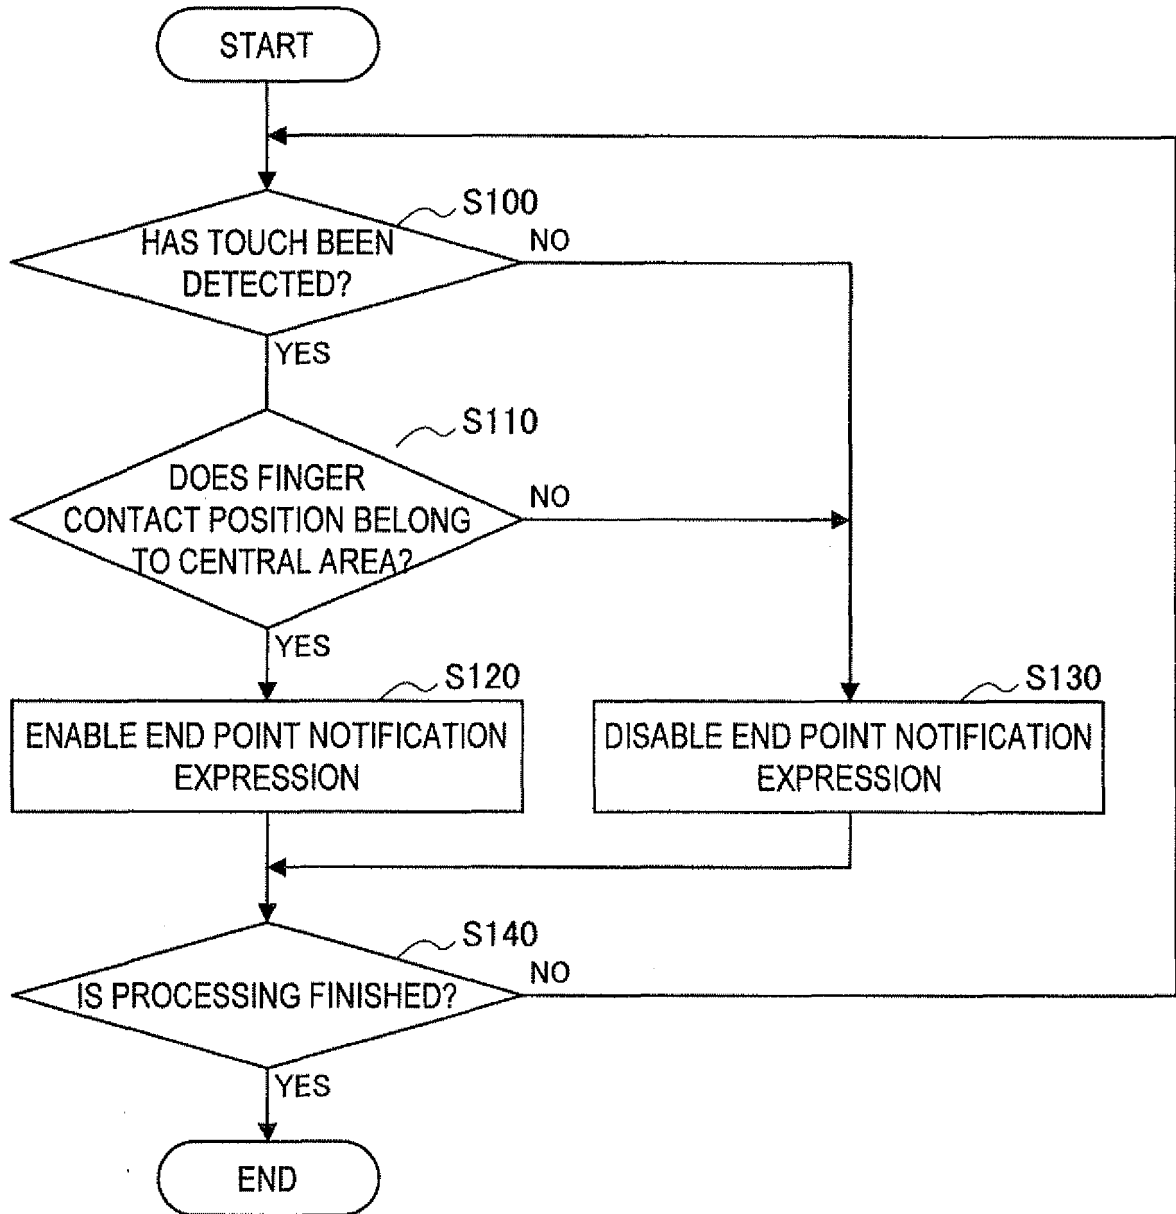 START
S100
HAS TOUCH BEEN
DETECTED?
NO
YES
S110
DOES FINGER
CONTACT POSITION BELONG
TO CENTRAL AREA?
NO
YES
S120
ENABLE END POINT NOTIFICATION
EXPRESSION
S130
DISABLE END POINT NOTIFICATION
EXPRESSION
S140
IS PROCESSING FINISHED?
NO
YES
END